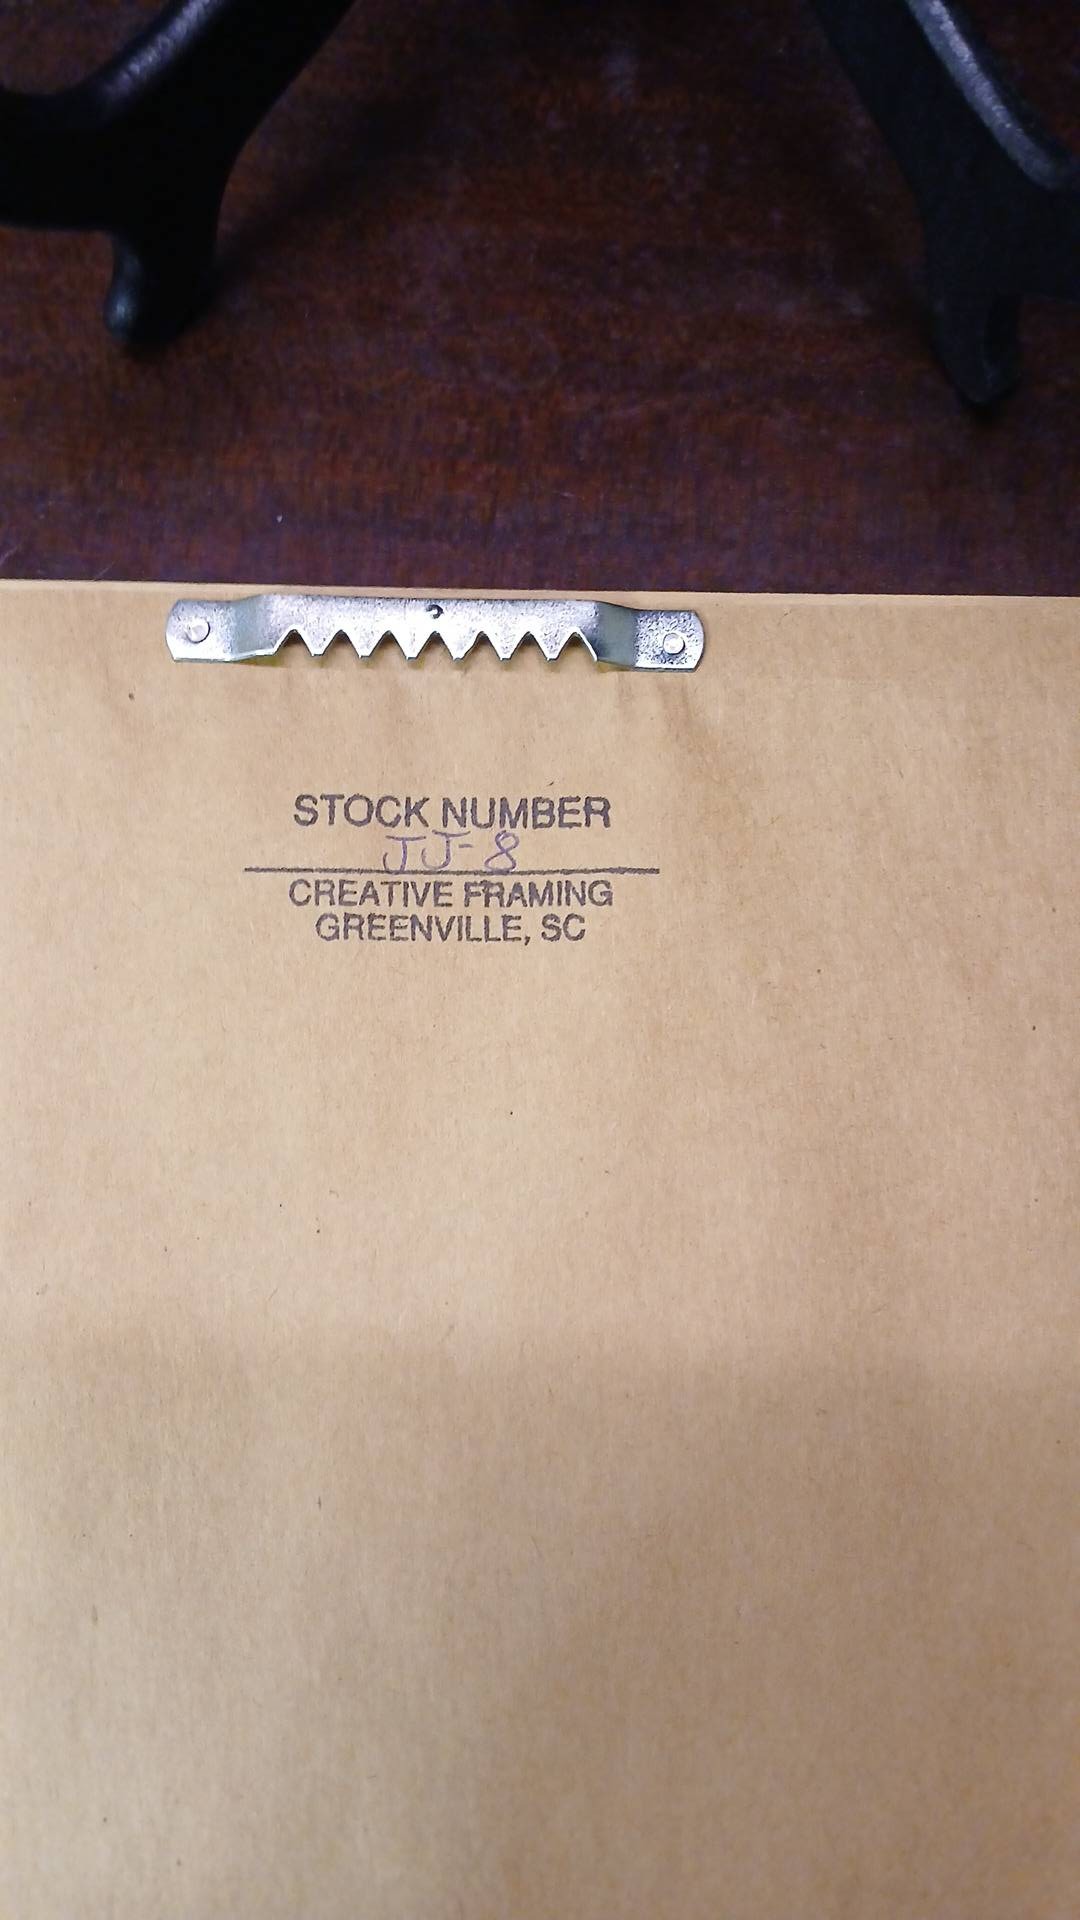 STOCK NUMBER
JJ-8
CREATIVE FRAMING
GREENVILLE, SC